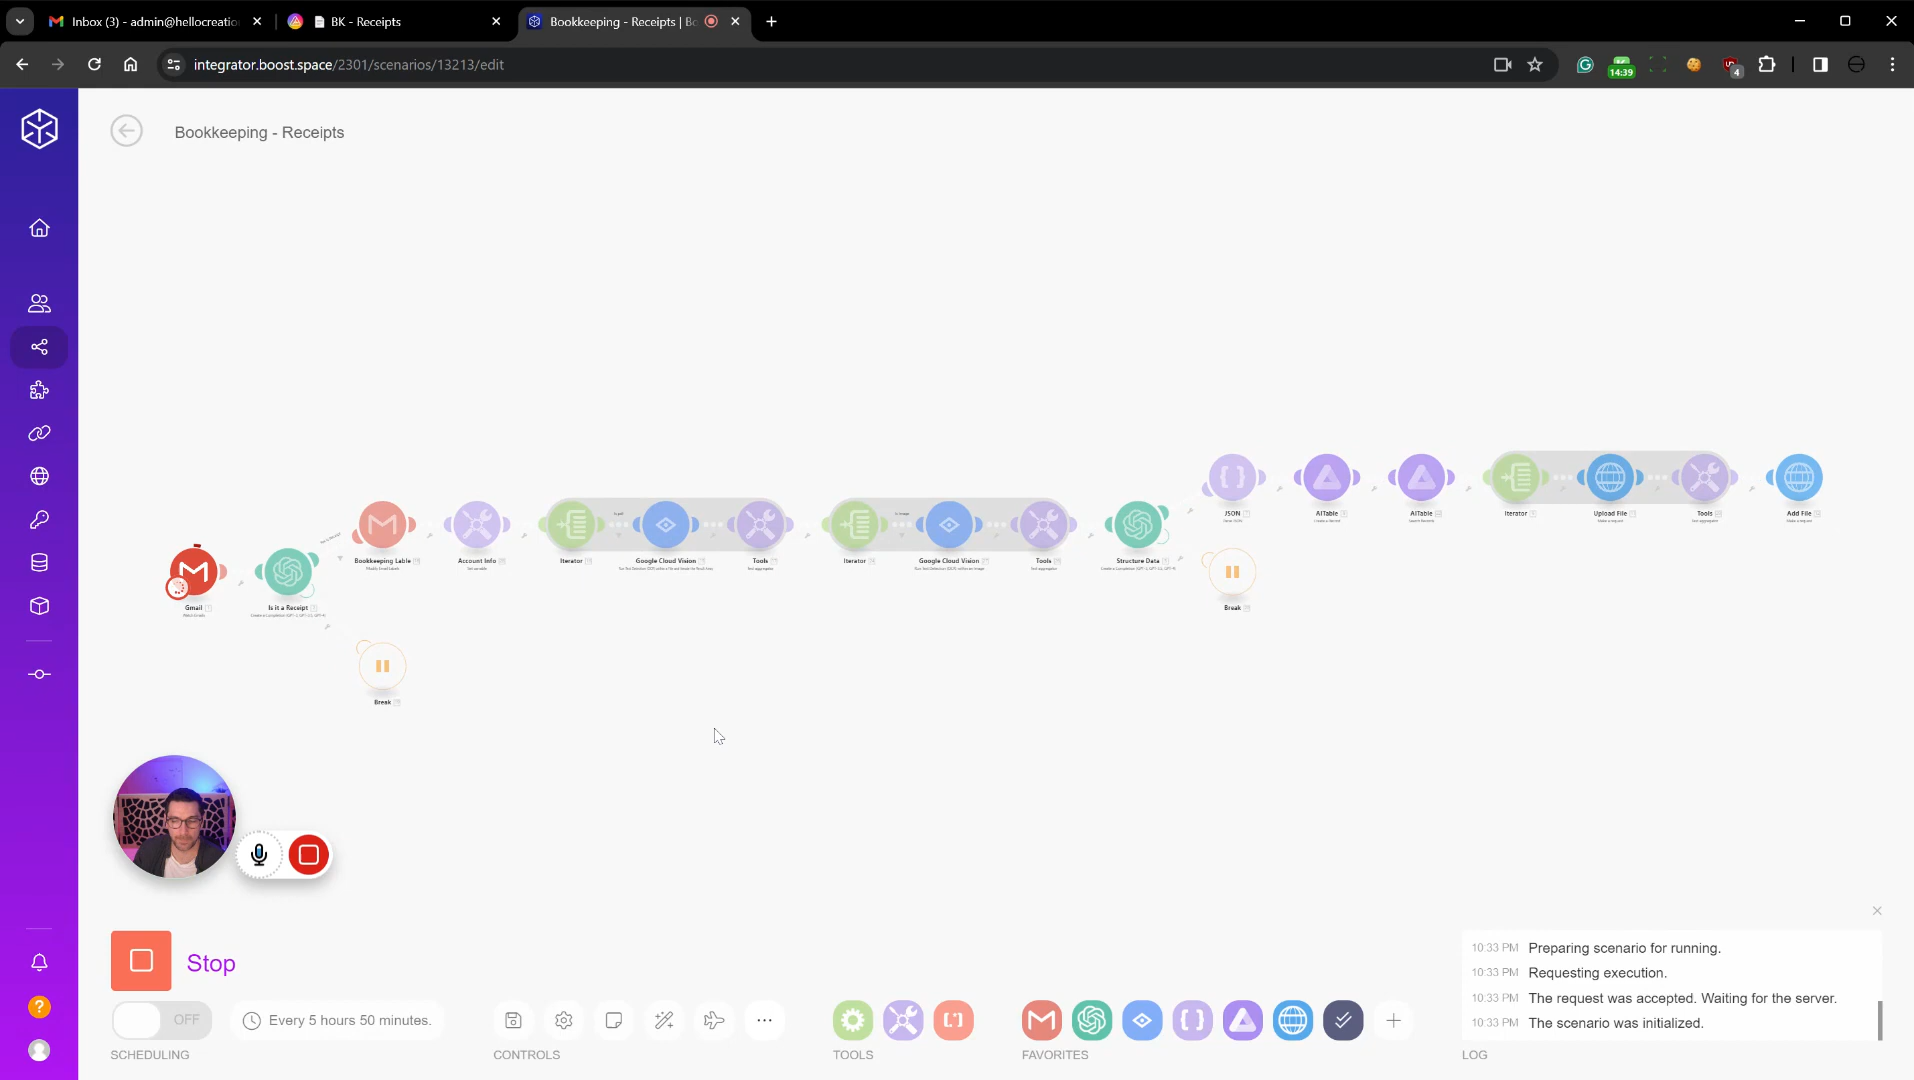 Inbox (3) - admin@hellocreatio
BK - Receipts
Bookkeeping - Receipts | Bo
integrator.boost.space/2301/scenarios/13213/edit
14:39
4
Bookkeeping - Receipts
JSON
AITable
AITable
Iterator
Upload File
Tools
Add File
Bookkeeping Lable
Account Info
Iterator
Google Cloud Vision
Tools
Iterator
Google Cloud Vision
Tools
Structure Data
Gmail
Is it a Receipt
Break
Break
Stop
OFF
Every 5 hours 50 minutes.
SCHEDULING
CONTROLS
TOOLS
FAVORITES
10:33 PM Preparing scenario for running.
10:33 PM Requesting execution.
10:33 PM The request was accepted. Waiting for the server.
10:33 PM The scenario was initialized.
LOG